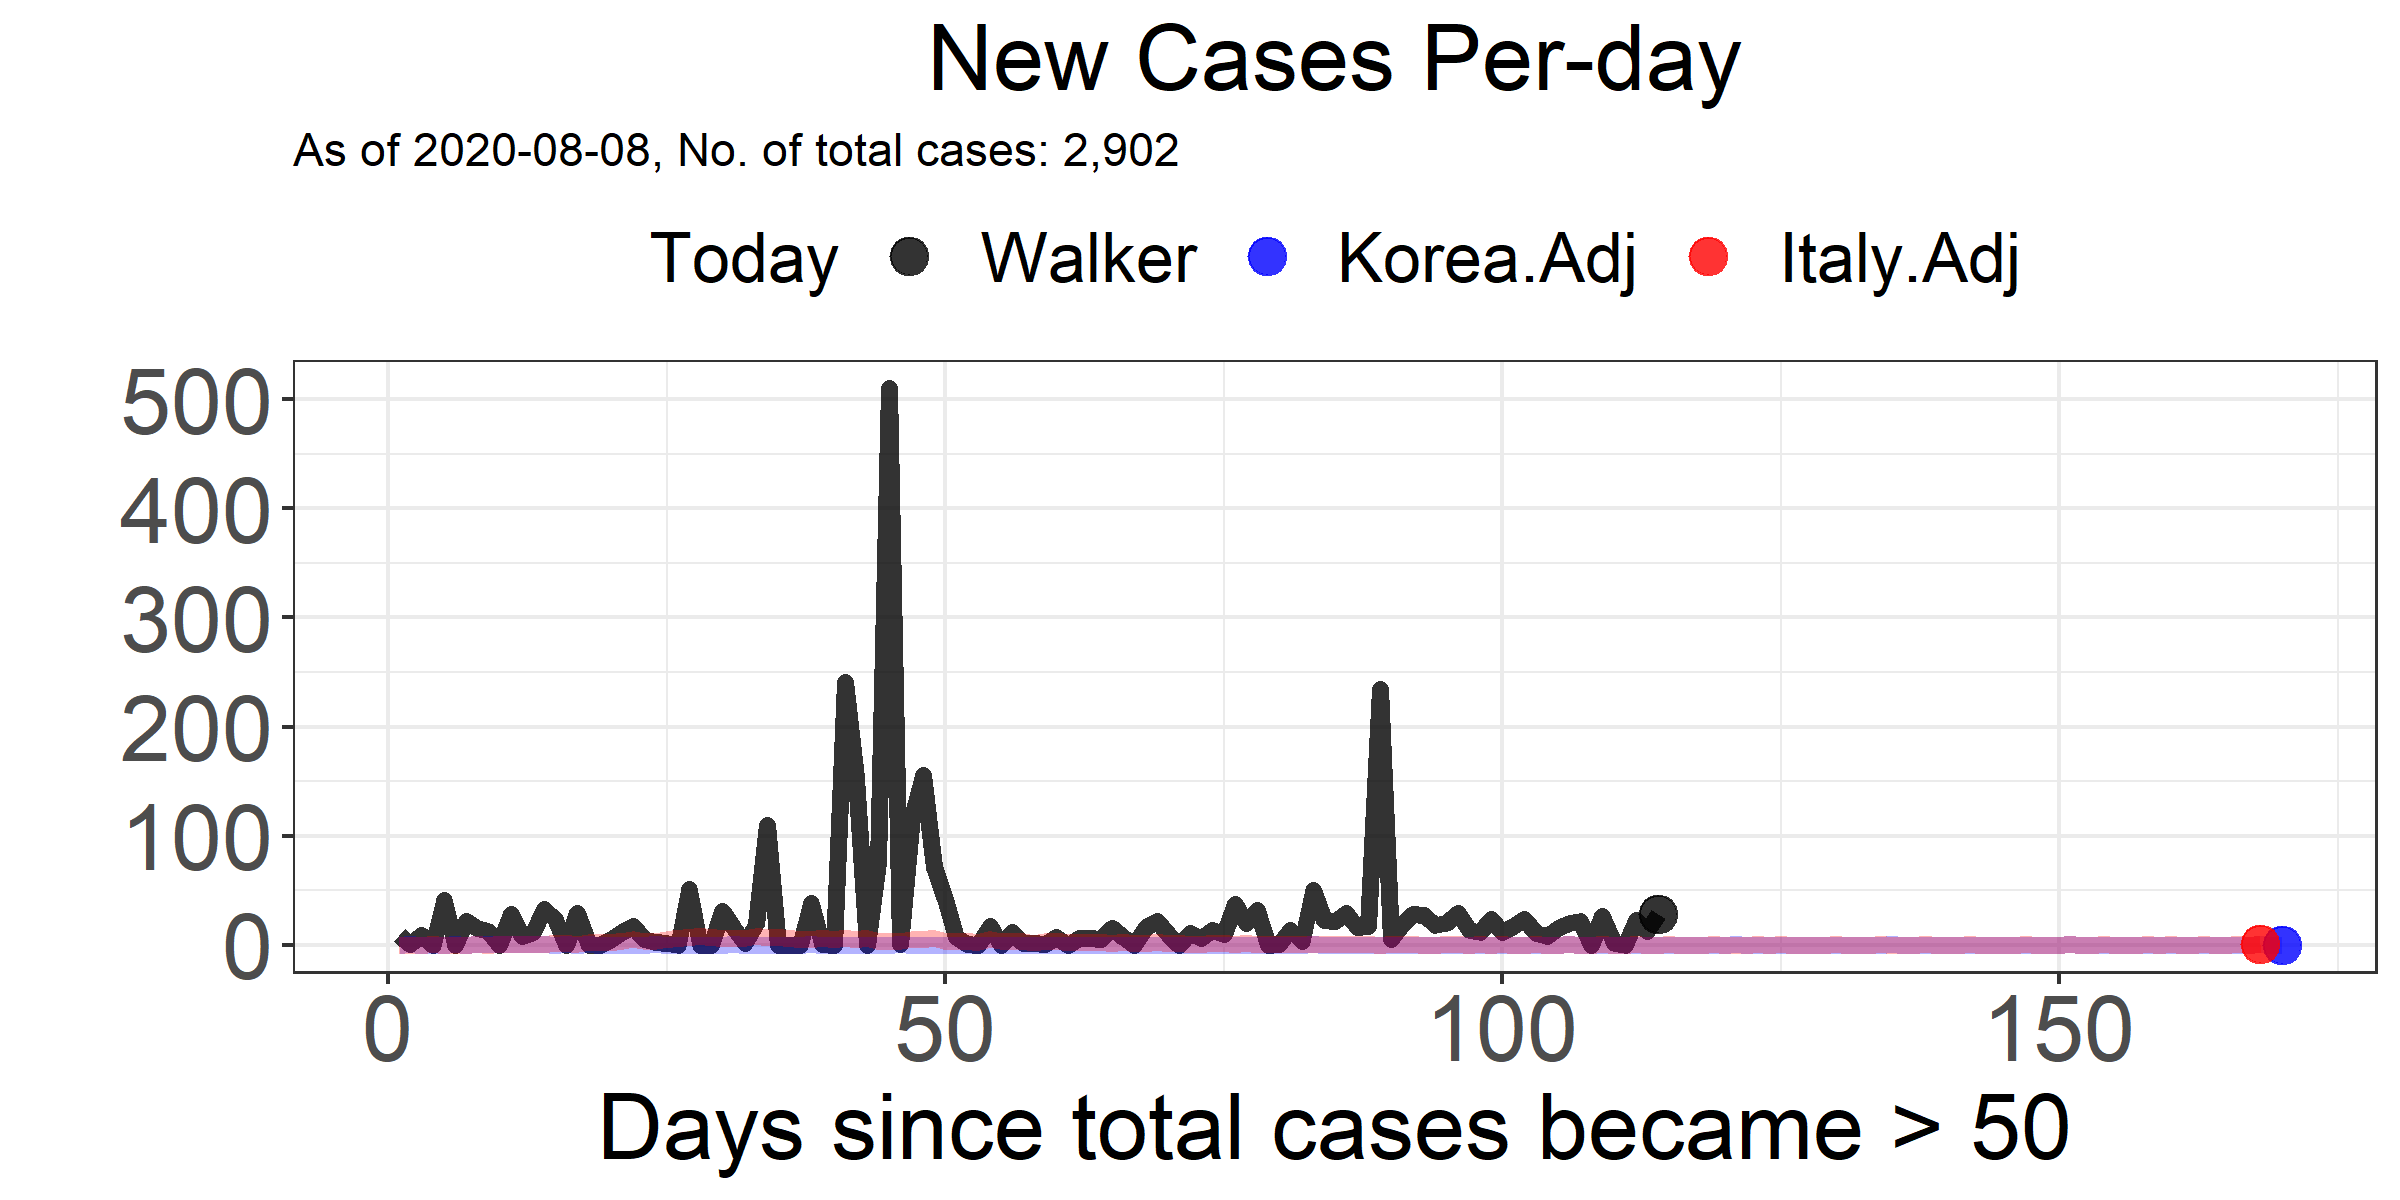 New Cases Per-day
As of 2020-08-08, No. of total cases: 2,902
Today Walker Korea.Adj Italy.Adj
500
400
300
200
100
0
0 50 100 150
Days since total cases became > 50